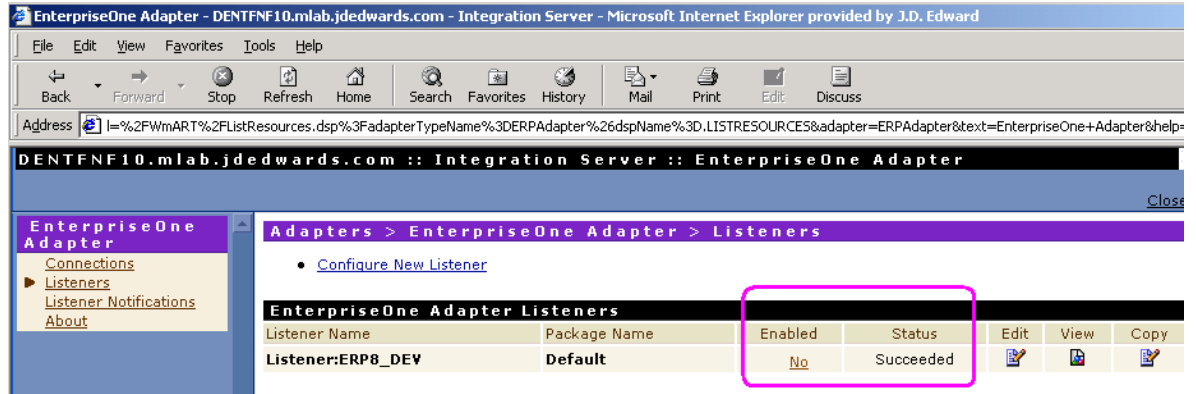 EnterpriseOne Adapter - DENTFNF10.mlab.jdedwards.com - Integration Server - Microsoft Internet Explorer provided by J.D. Edward
File Edit View Favorites Tools Help
Back Forward Stop Refresh Home Search Favorites History Mail Print Edit Discuss
Address l=%2FWmART%2FListResources.dsp%3FadapterTypeName%3DERPAdapter%26dspName%3D.LISTRESOURCES&adapter=ERPAdapter&text=EnterpriseOne+Adapter&help=
DENTFNF10.mlab.jdedwards.com :: Integration Server :: EnterpriseOne Adapter
Close
EnterpriseOne
Adapter
Connections
Listeners
Listener Notifications
About
Adapters > EnterpriseOne Adapter > Listeners
• Configure New Listener
EnterpriseOne Adapter Listeners
Listener Name Package Name Enabled Status Edit View Copy
Listener:ERP8_DEV Default No Succeeded